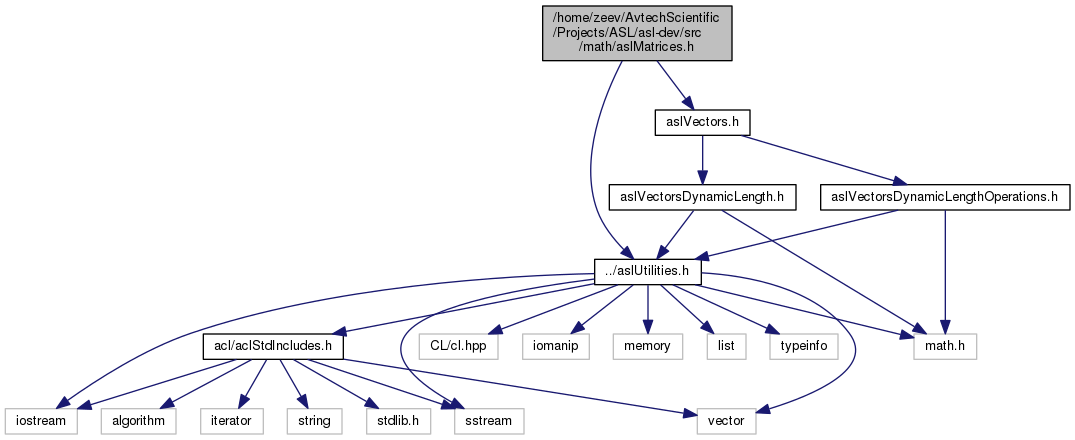 /home/zeev/AvtechScientific
/Projects/ASL/asl-dev/src
/math/aslMatrices.h
aslVectors.h
aslVectorsDynamicLength.h
aslVectorsDynamicLengthOperations.h
../aslUtilities.h
acl/aclStdIncludes.h
CL/cl.hpp
iomanip
memory
list
typeinfo
math.h
iostream
algorithm
iterator
string
stdlib.h
sstream
vector